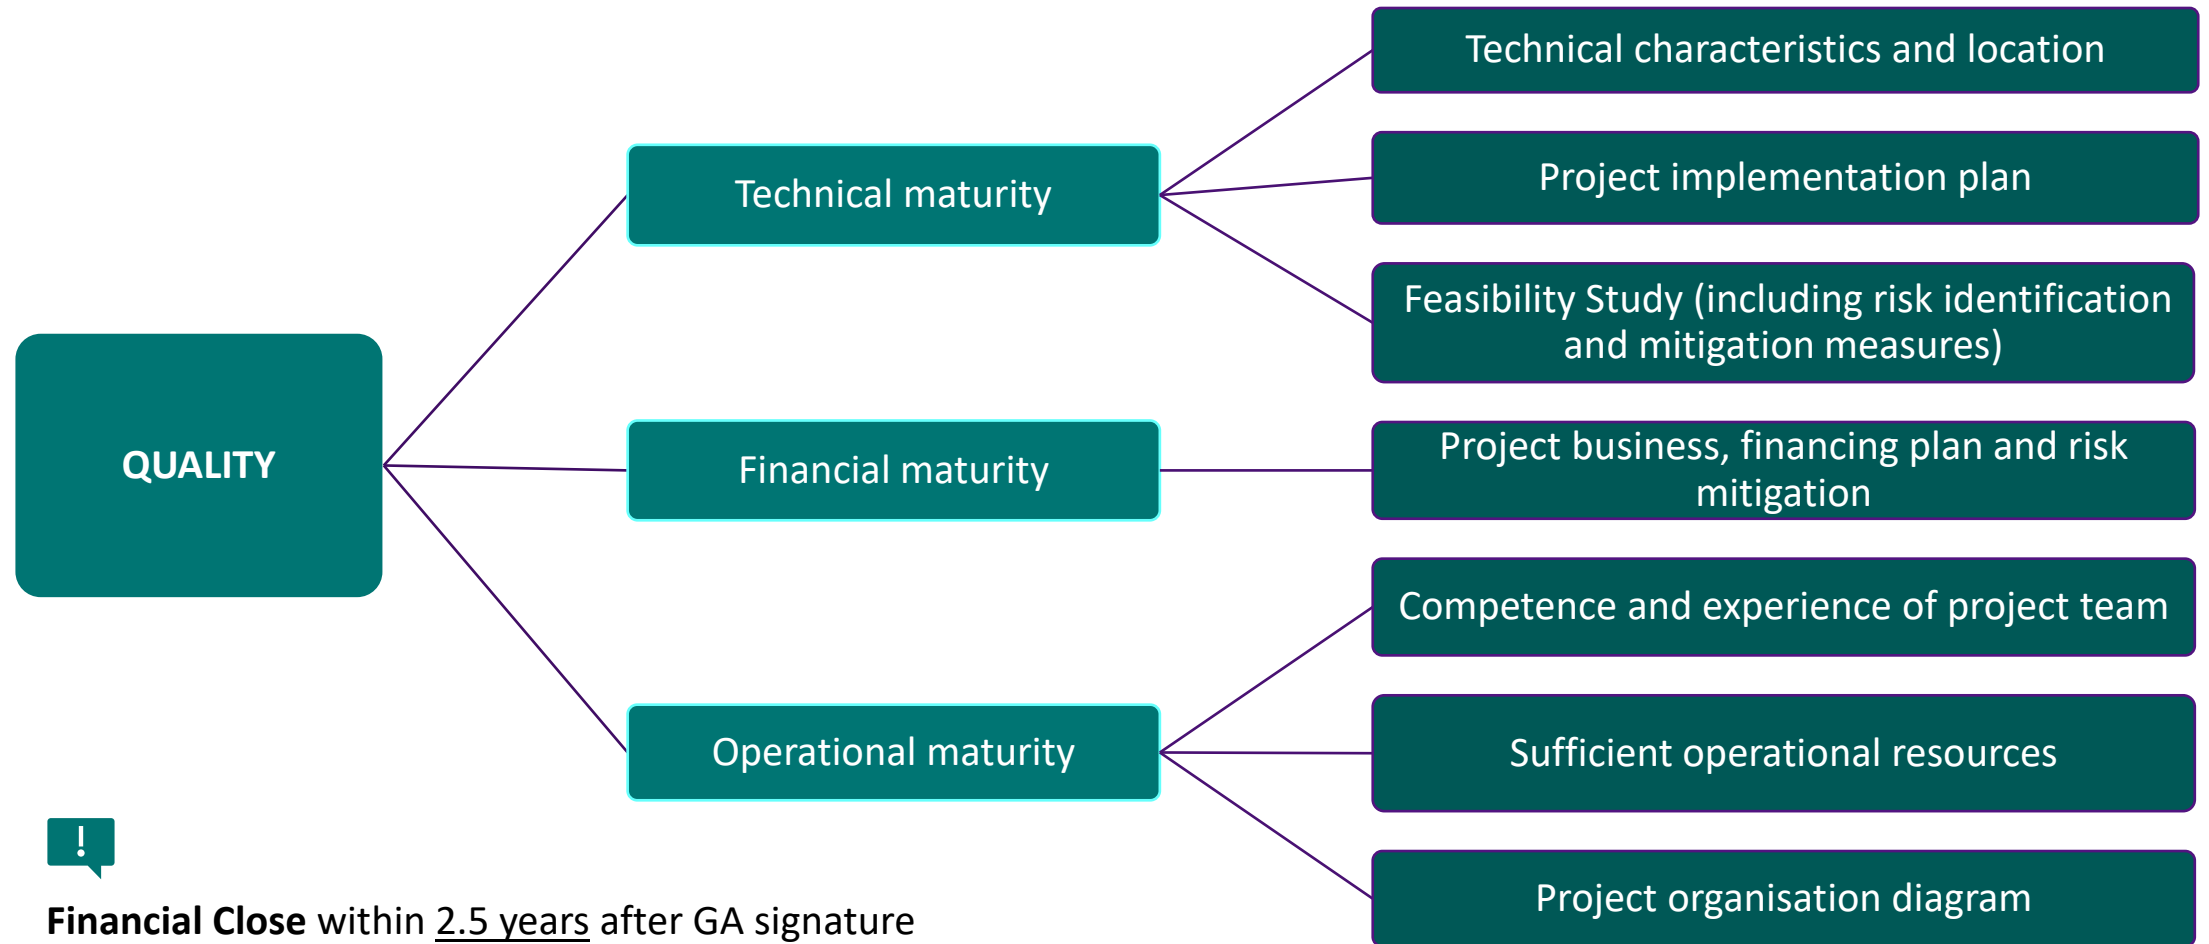 QUALITY
Technical maturity
Technical characteristics and location
Project implementation plan
Feasibility Study (including risk identification
and mitigation measures)
Financial maturity
Project business, financing plan and risk
mitigation
Operational maturity
Competence and experience of project team
Sufficient operational resources
Project organisation diagram
!
Financial Close within 2.5 years after GA signature